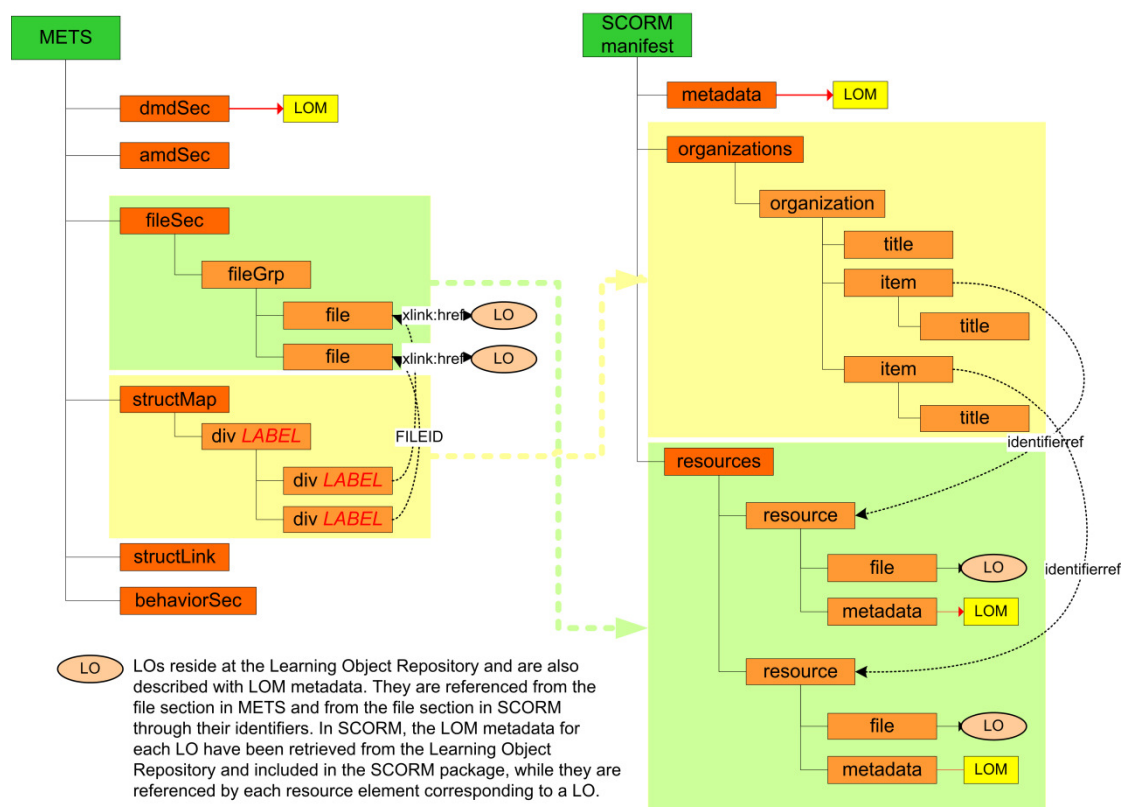 METS
dmdSec
LOM
amdSec
fileSec
fileGrp
file
xlink:href
LO
file
xlink:href
LO
structMap
div LABEL
FILEID
div LABEL
div LABEL
structLink
behaviorSec
SCORM
manifest
metadata
LOM
organizations
organization
title
item
title
item
title
identifierref
resources
resource
file
LO
identifierref
metadata
LOM
resource
file
LO
metadata
LOM
LO
LOs reside at the Learning Object Repository and are also
described with LOM metadata. They are referenced from the
file section in METS and from the file section in SCORM
through their identifiers. In SCORM, the LOM metadata for
each LO have been retrieved from the Learning Object
Repository and included in the SCORM package, while they are
referenced by each resource element corresponding to a LO.